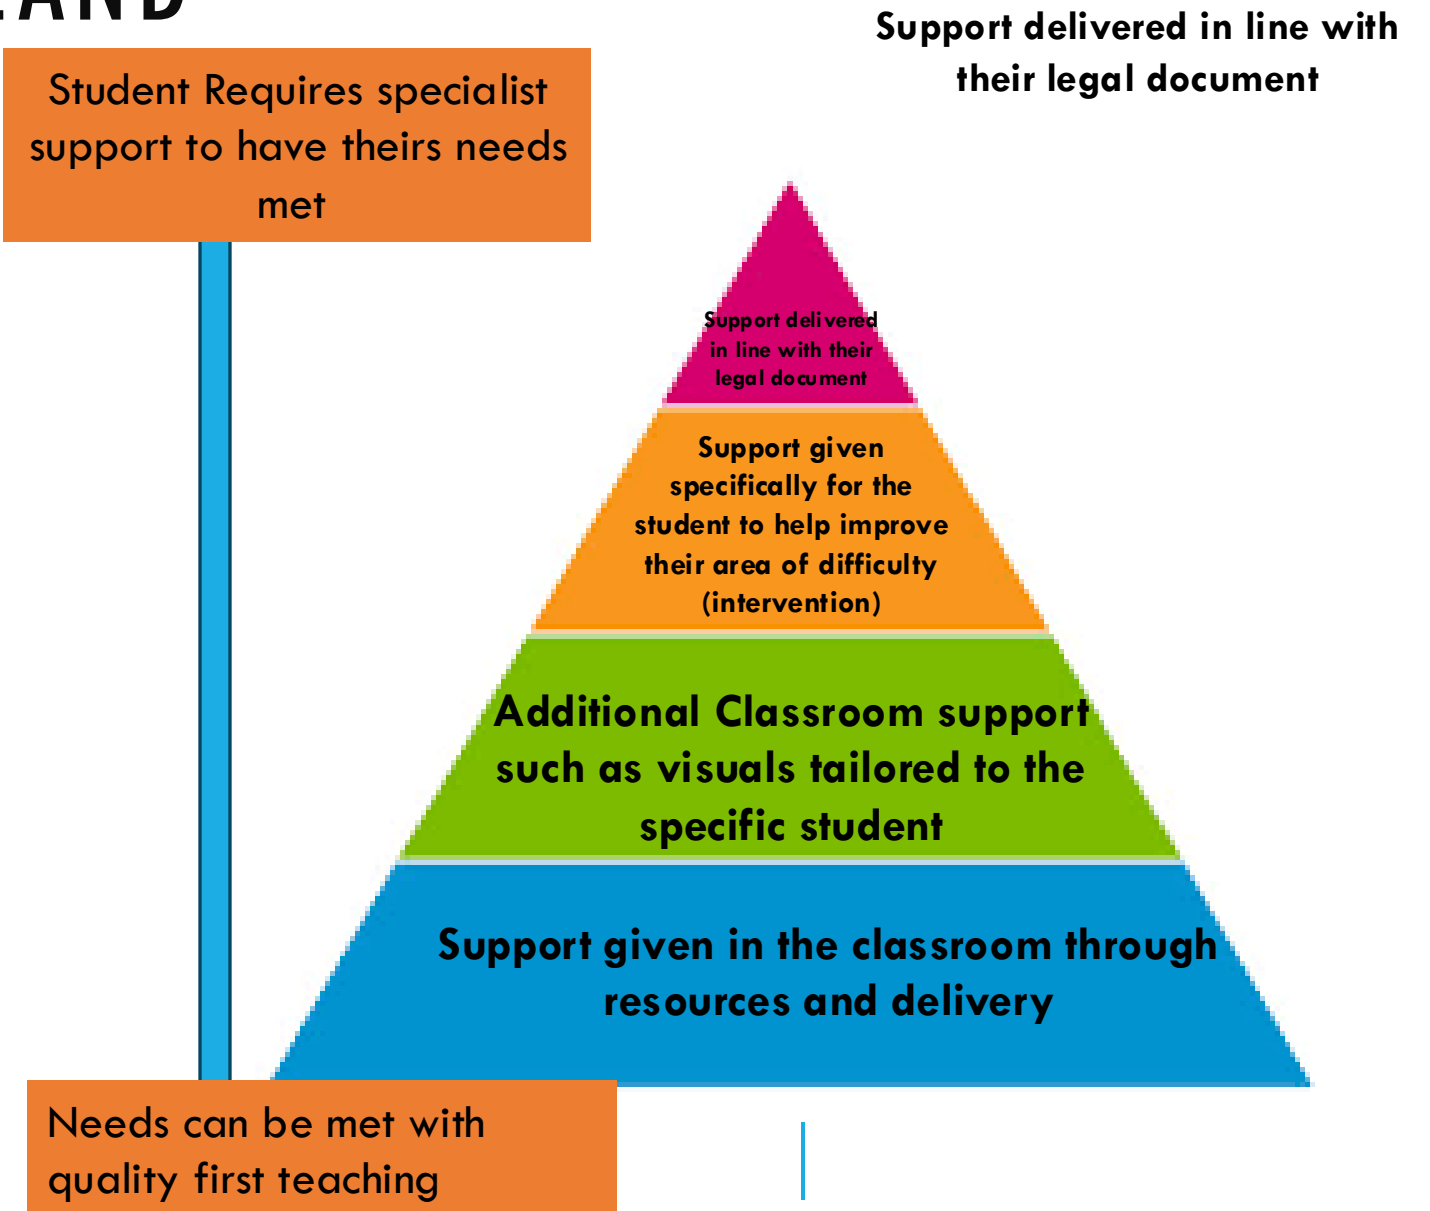 Support delivered in line with
their legal document
Student Requires specialist
support to have theirs needs
met
Support delivered
in line with their
legal document
Support given
specifically for the
student to help improve
their area of difficulty
(intervention)
Additional Classroom support
such as visuals tailored to the
specific student
Support given in the classroom through
resources and delivery
Needs can be met with
quality first teaching